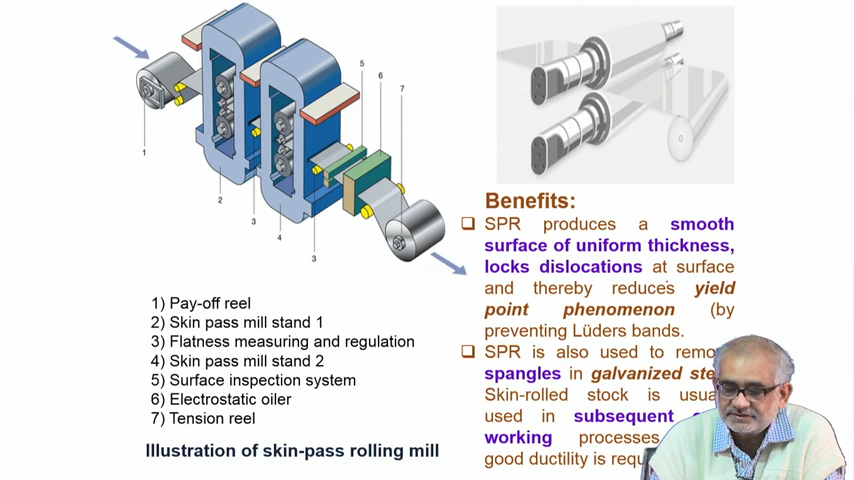 5
6
7
1
2
3
4
3
1) Pay-off reel
2) Skin pass mill stand 1
3) Flatness measuring and regulation
4) Skin pass mill stand 2
5) Surface inspection system
6) Electrostatic oiler
7) Tension reel
Illustration of skin-pass rolling mill
Benefits:
❑ SPR produces a smooth
surface of uniform thickness,
locks dislocations at surface
and thereby reduces yield
point phenomenon (by
preventing Lüders bands.
❑ SPR is also used to
spangles in galvanized
Skin-rolled stock is
used in subsequent
working processes
good ductility is